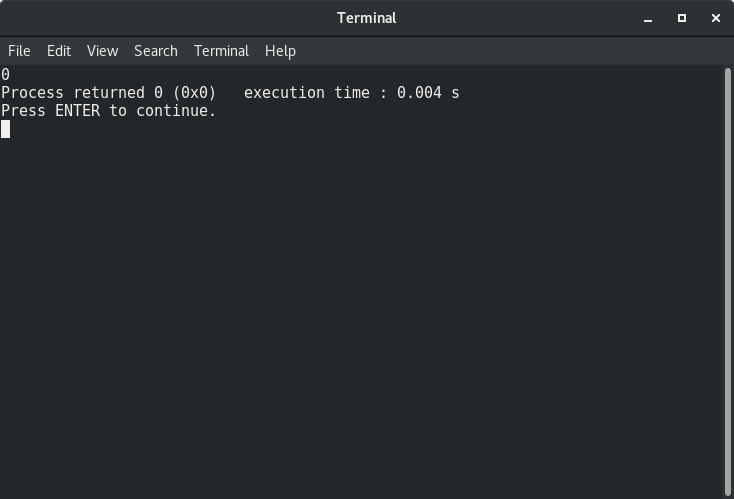 Terminal
File Edit View Search Terminal Help
0
Process returned 0 (0x0)   execution time : 0.004 s
Press ENTER to continue.